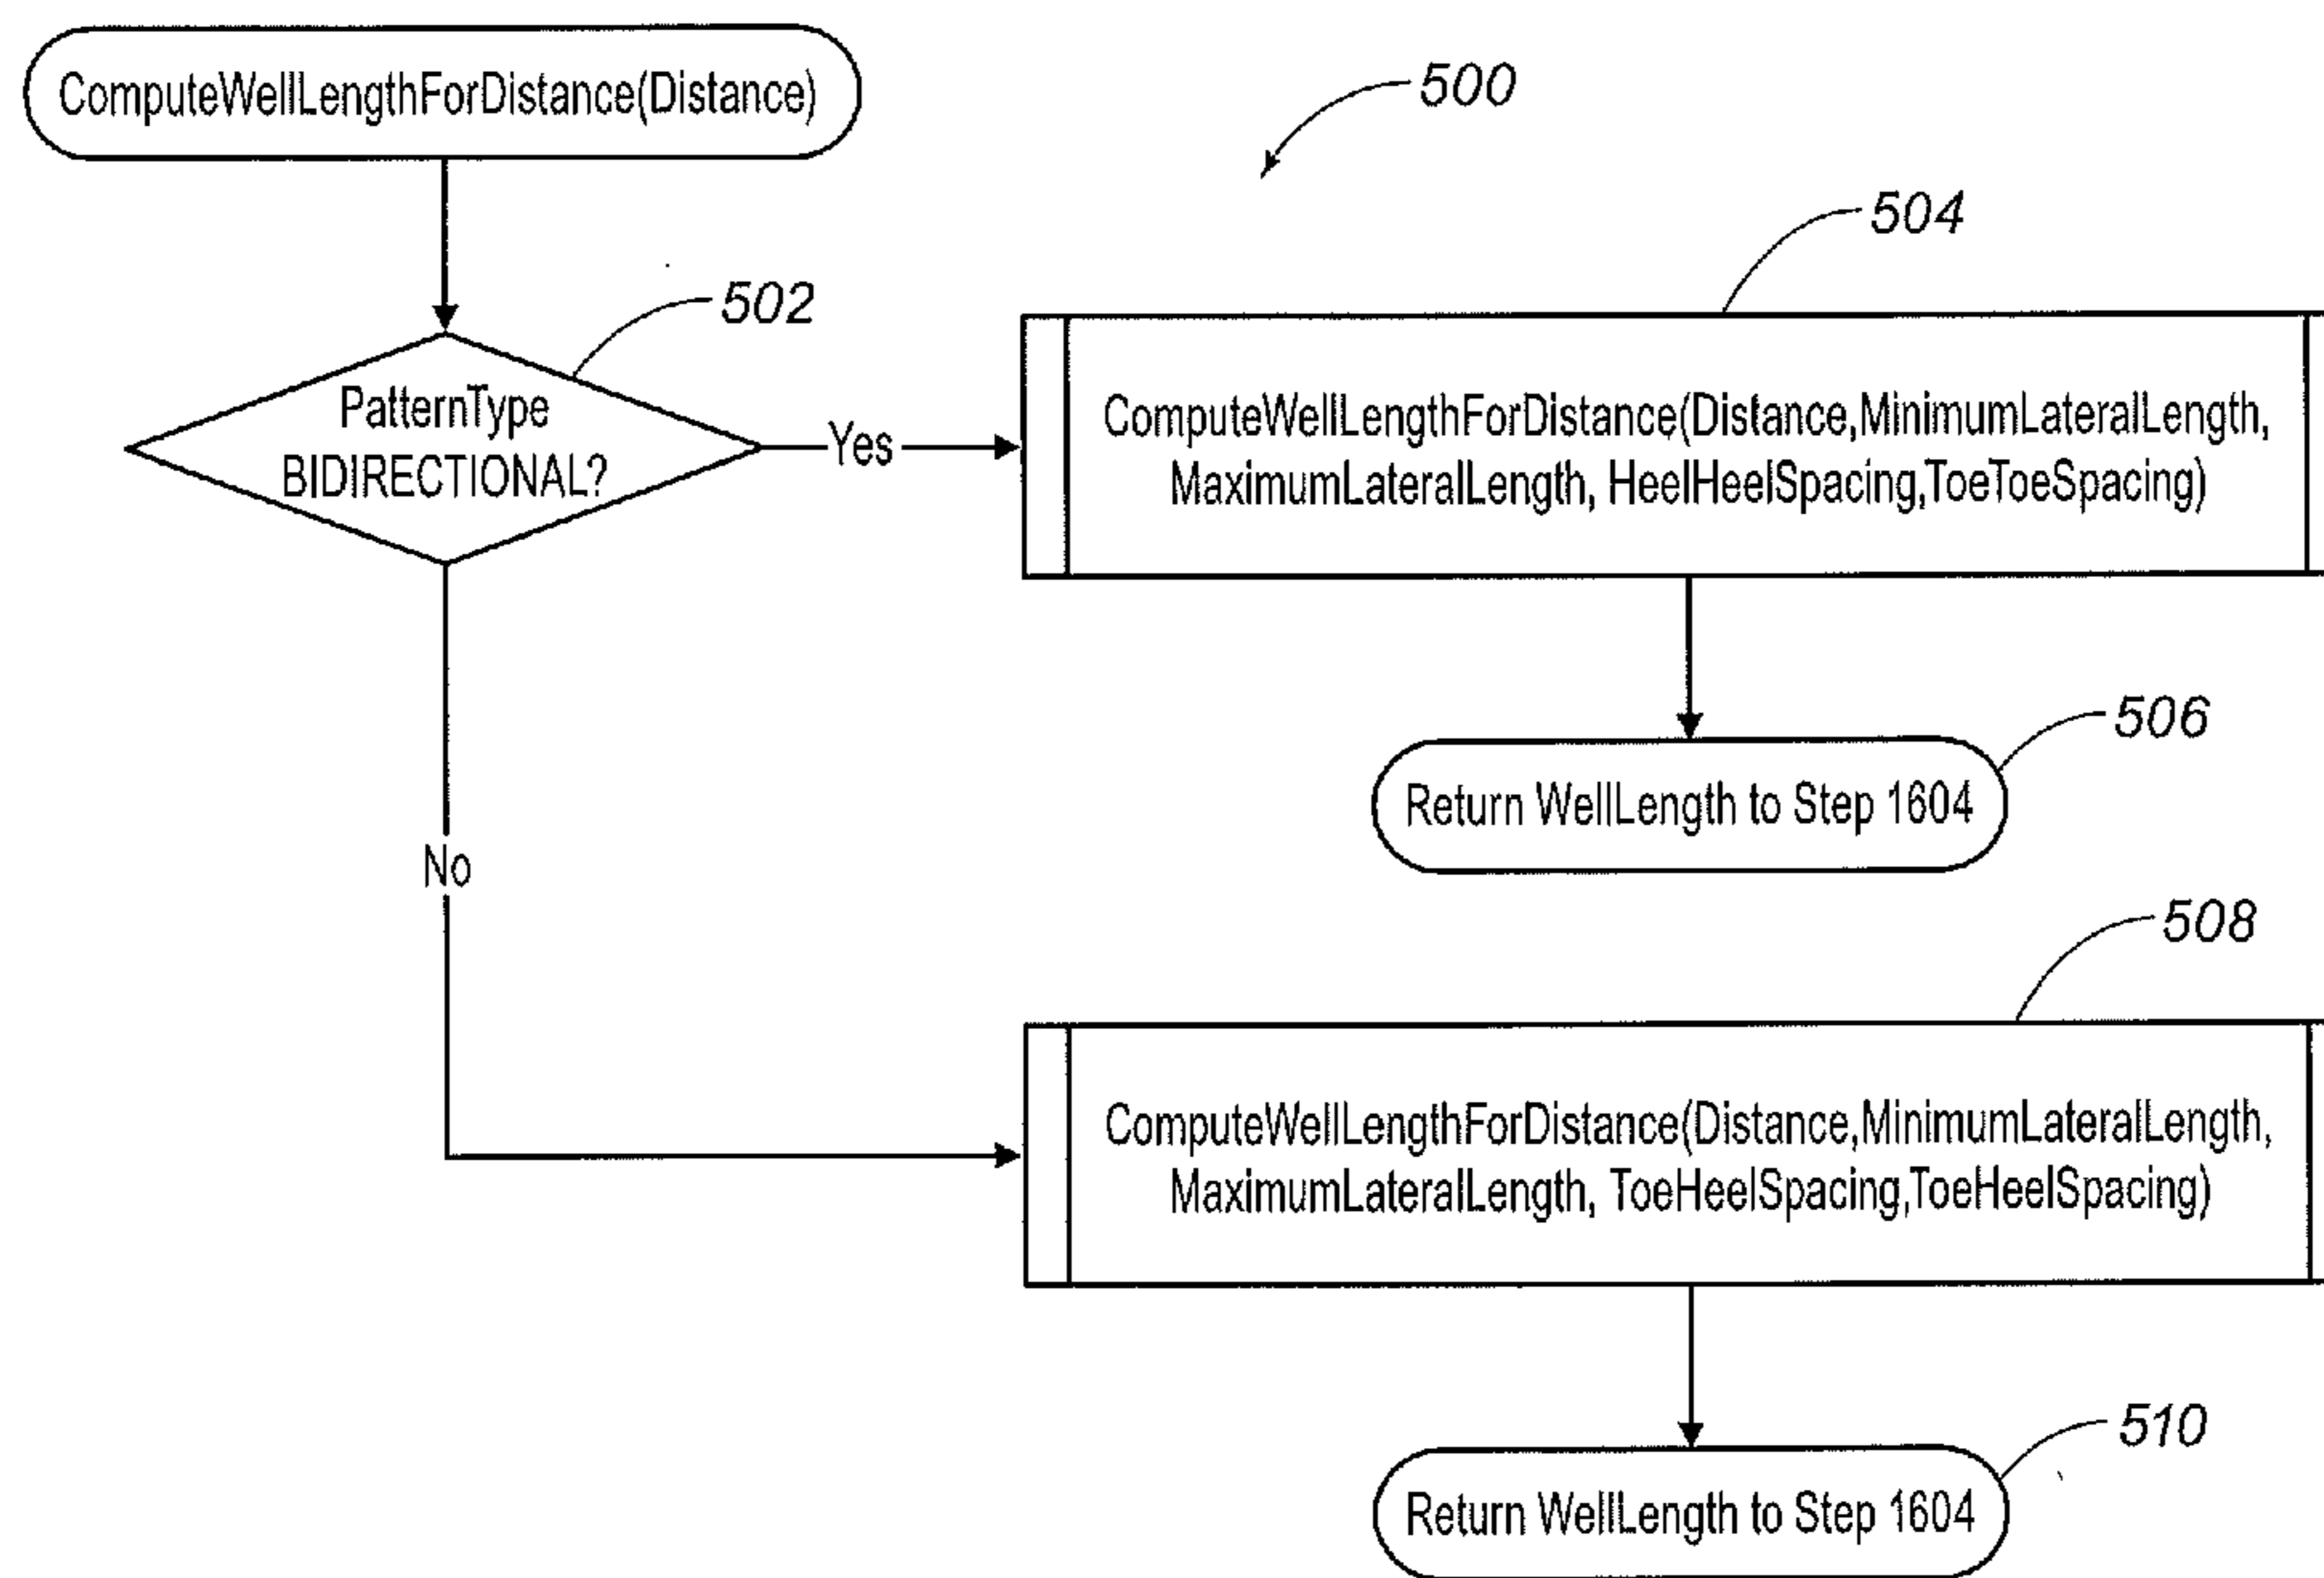 ComputeWellLengthForDistance(Distance)
500
504
502
PatternType
BIDIRECTIONAL?
Yes
ComputeWellLengthForDistance(Distance,MinimumLateralLength,
MaximumLateralLength, HeelHeelSpacing,ToeToeSpacing)
506
Return WellLength to Step 1604
No
508
ComputeWellLengthForDistance(Distance,MinimumLateralLength,
MaximumLateralLength, ToeHeelSpacing,ToeHeelSpacing)
510
Return WellLength to Step 1604